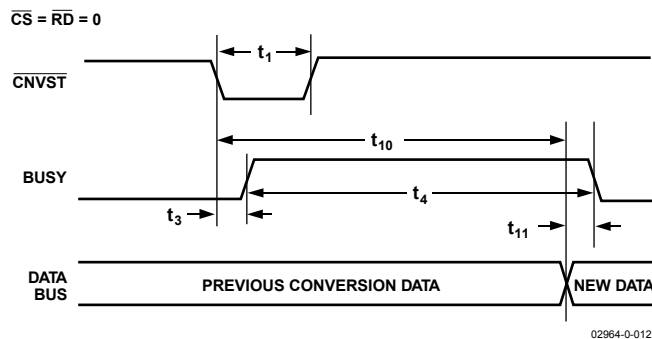 CS = RD = 0
t1
CNVST
t10
BUSY
t4
t3
t11
DATA
BUS
PREVIOUS CONVERSION DATA
NEW DATA
02964-0-012